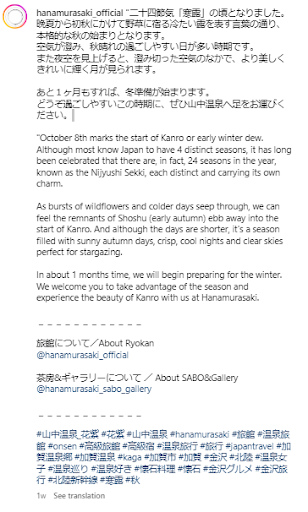 hanamurasaki_official “二十四節気「寒露」の頃となりました。
晩夏から初秋にかけて野草に宿る冷たい露を表す言葉の通り、
本格的な秋の始まりとなります。
空気が澄み、秋晴れの過ごしやすい日が多い時期です。
また夜空を見上げると、澄み切った空気のなかで、より美しく
きれいに輝く月が見られます。
あと１ヶ月もすれば、冬準備が始まります。
どうぞ過ごしやすいこの時期に、ぜひ山中温泉へ足をお運びく
ださい。
“October 8th marks the start of Kanro or early winter dew.
Although most know Japan to have 4 distinct seasons, it has long
been celebrated that there are, in fact, 24 seasons in the year,
known as the Nijyushi Sekki, each distinct and carrying its own
charm.
As bursts of wildflowers and colder days seep through, we can
feel the remnants of Shoshu (early autumn) ebb away into the
start of Kanro. And although the days are shorter, it's a season
filled with sunny autumn days, crisp, cool nights and clear skies
perfect for stargazing.
In about 1 months time, we will begin preparing for the winter.
We welcome you to take advantage of the season and
experience the beauty of Kanro with us at Hanamurasaki.
－－－－－－－－－－－－
旅館について／About Ryokan
@hanamurasaki_official
茶房&ギャラリーについて ／ About SABO&Gallery
@hanamurasaki_sabo_gallery
－－－－－－－－－－－－
#山中温泉_花紫 #花紫 #山中温泉 #hanamurasaki #旅館 #温泉旅
館 #onsen #高級旅館 #高級宿 #温泉旅行 #旅行 #japantravel #加
賀温泉郷 #加賀温泉 #kaga #加賀市 #加賀 #金沢 #北陸 #温泉女
子 #温泉巡り #温泉好き #懐石料理 #懐石 #金沢グルメ #金沢旅
行 #北陸新幹線 #寒露 #秋
1w See translation